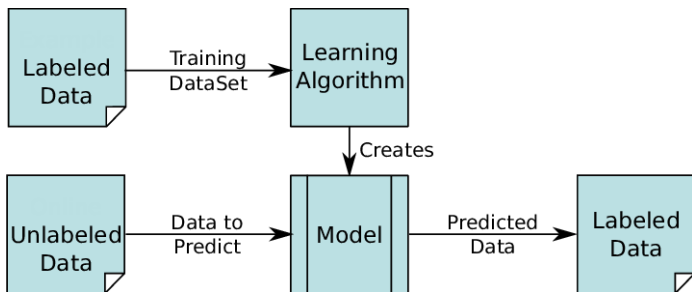 Labeled
Data
Training
DataSet
Learning
Algorithm
Creates
Unlabeled
Data
Data to
Predict
Model
Predicted
Data
Labeled
Data